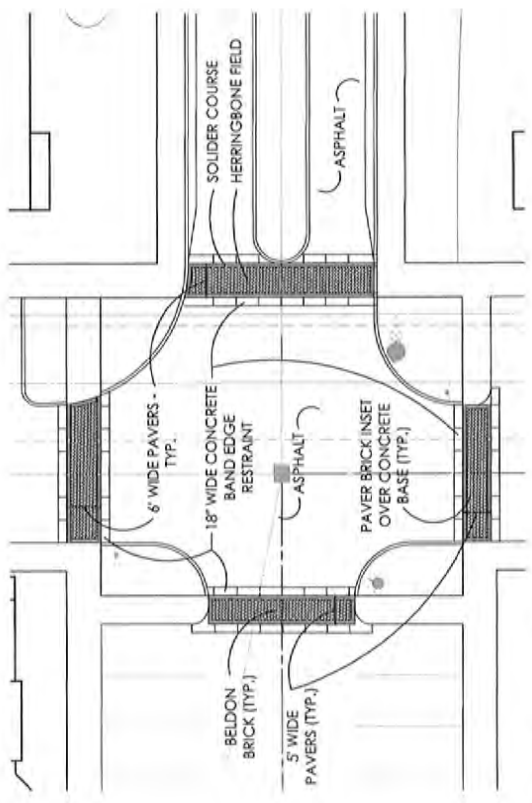 SOLIDER COURSE
HERRINGBONE FIELD
ASPHALT
6" WIDE PAVERS -
TYP.
18" WIDE CONCRETE
BAND EDGE
RESTRAINT
ASPHALT
PAVER BRICK INSET
OVER CONCRETE
BASE (TYP.)
BELDON
BRICK (TYP.)
5' WIDE
PAVERS (TYP.)